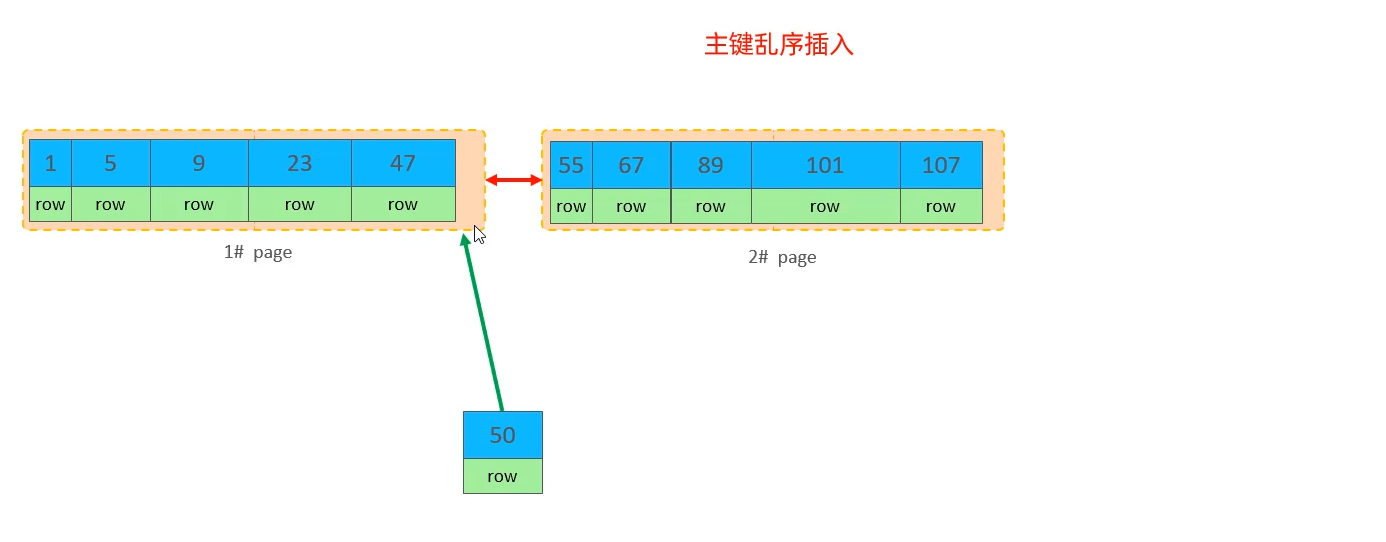 主键乱序插入
1 5 9 23 47
row row row row row
1# page
55 67 89 101 107
row row row row row
2# page
50
row